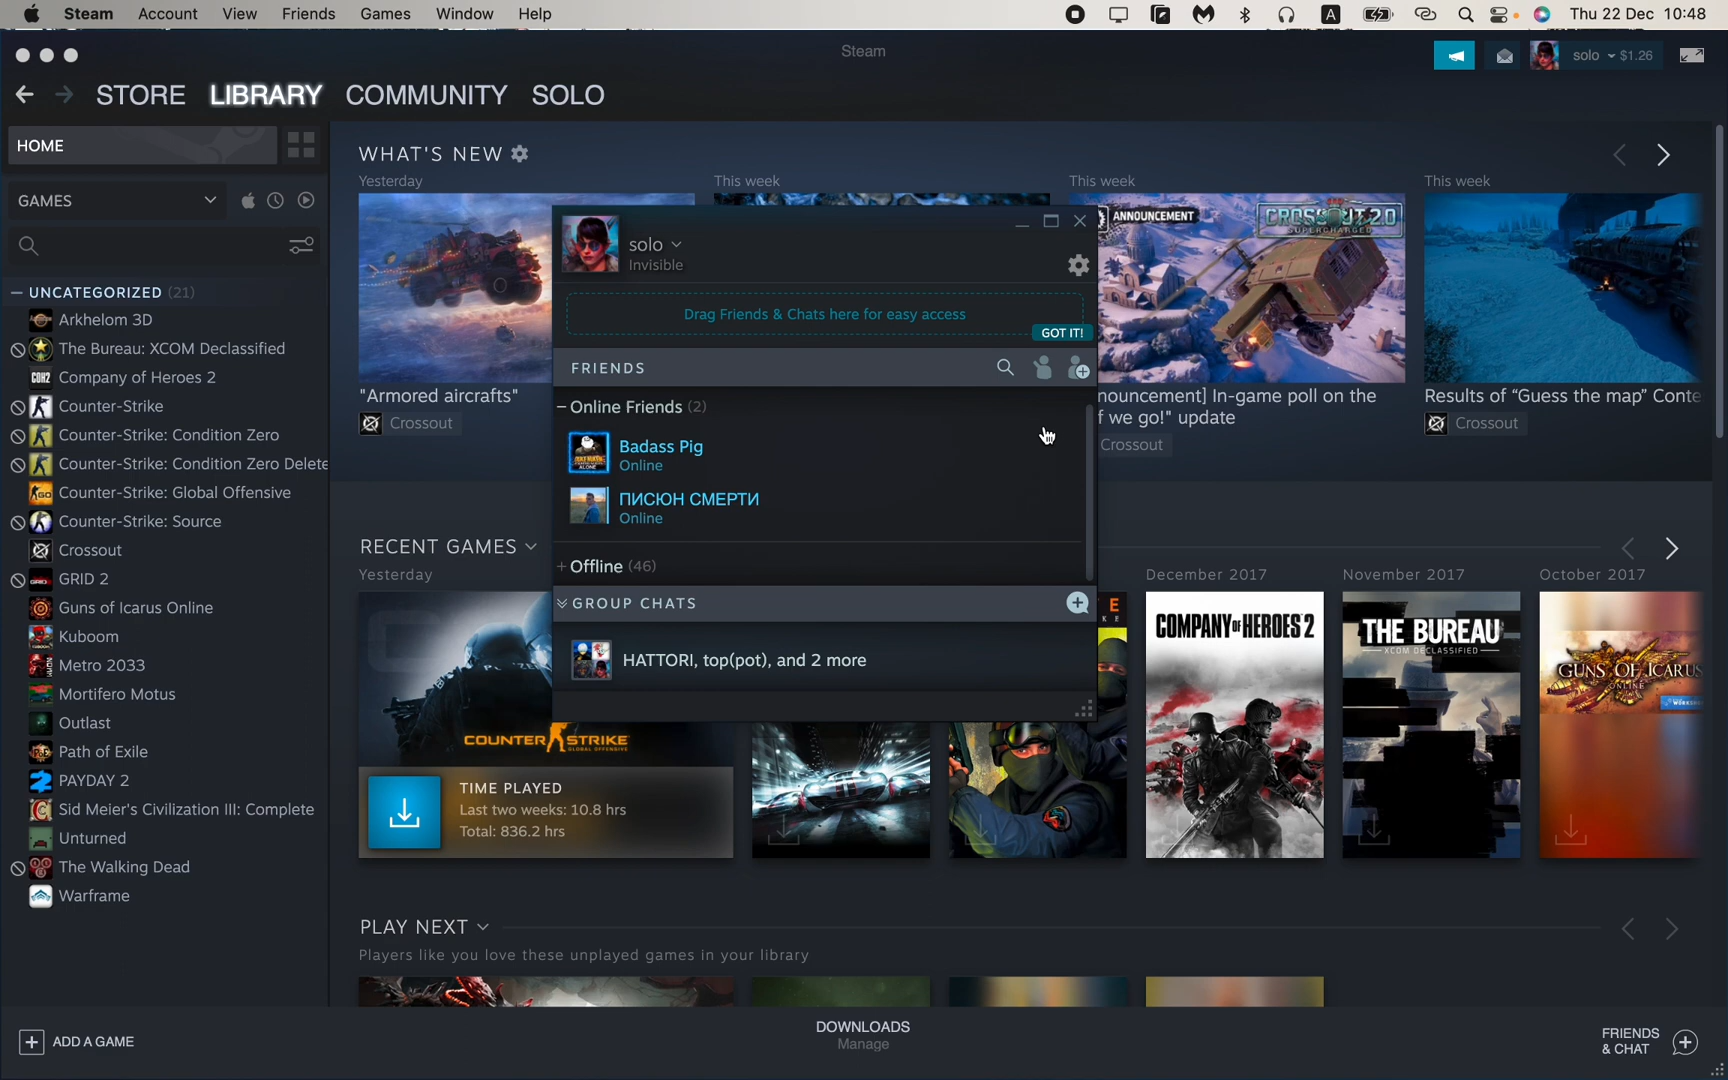 Steam Account View Friends Games Window Help
A
Thu 22 Dec 10:48
Steam
solo $1.26
STORE LIBRARY COMMUNITY SOLO
HOME
GAMES
— UNCATEGORIZED (21)
Arkhelom 3D
The Bureau: XCOM Declassified
COH2 Company of Heroes 2
Counter-Strike
Counter-Strike: Condition Zero
Counter-Strike: Condition Zero Delete
Counter-Strike: Global Offensive
Counter-Strike: Source
Crossout
GRID 2
Guns of Icarus Online
Kuboom
Metro 2033
Mortifero Motus
Outlast
Path of Exile
PAYDAY 2
Sid Meier's Civilization III: Complete
Unturned
The Walking Dead
Warframe
WHAT'S NEW
Yesterday
This week
This week
This week
ANNOUNCEMENT
CROSSOUT 2.0
SUPERCHARGED
"Armored aircrafts"
Crossout
nouncement] In-game poll on the
f we go!" update
Crossout
Results of “Guess the map” Conte
Crossout
solo
Invisible
Drag Friends & Chats here for easy access
GOT IT!
FRIENDS
– Online Friends (2)
Badass Pig
Online
ПИСЮН СМЕРТИ
Online
+ Offline (46)
GROUP CHATS
HATTORI, top(pot), and 2 more
RECENT GAMES
Yesterday
December 2017
November 2017
October 2017
COUNTER STRIKE
GLOBAL OFFENSIVE
COMPANY OF HEROES 2
THE BUREAU
XCOM DECLASSIFIED
GUNS OF ICARUS
ONLINE
TIME PLAYED
Last two weeks: 10.8 hrs
Total: 836.2 hrs
PLAY NEXT
Players like you love these unplayed games in your library
ADD A GAME
DOWNLOADS
Manage
FRIENDS
& CHAT